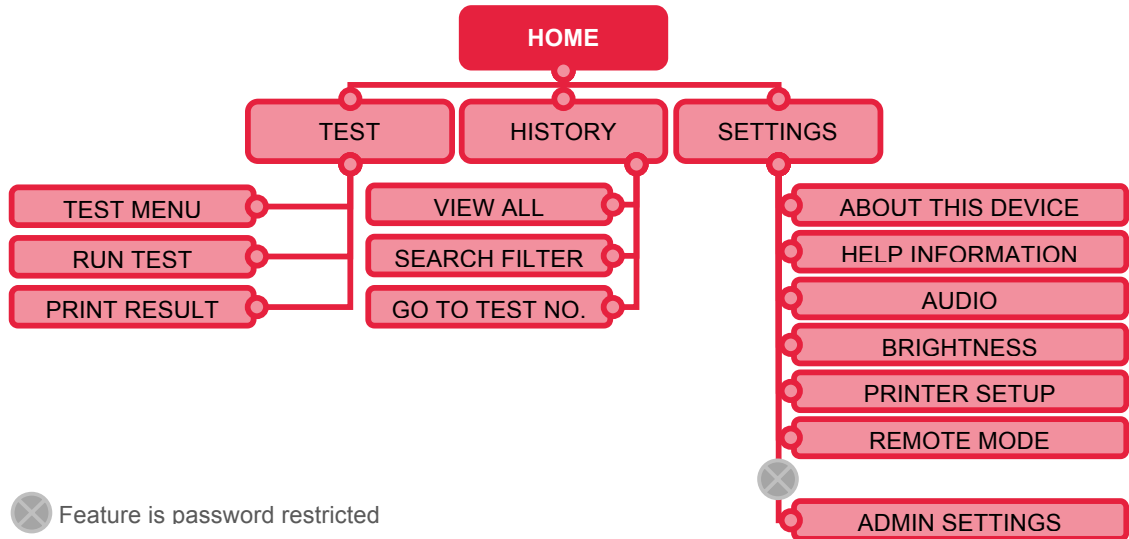 HOME
TEST
HISTORY
SETTINGS
TEST MENU
RUN TEST
PRINT RESULT
VIEW ALL
SEARCH FILTER
GO TO TEST NO.
ABOUT THIS DEVICE
HELP INFORMATION
AUDIO
BRIGHTNESS
PRINTER SETUP
REMOTE MODE
ADMIN SETTINGS
Feature is password restricted